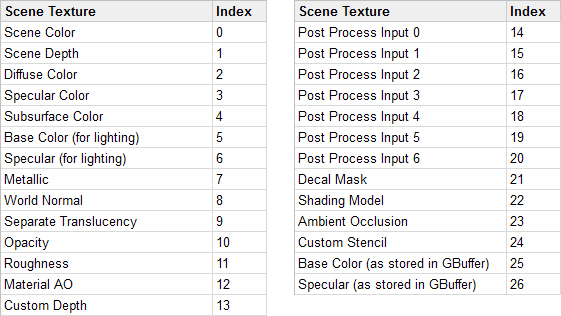 Scene Texture Index
Scene Color 0
Scene Depth 1
Diffuse Color 2
Specular Color 3
Subsurface Color 4
Base Color (for lighting) 5
Specular (for lighting) 6
Metallic 7
World Normal 8
Separate Translucency 9
Opacity 10
Roughness 11
Material AO 12
Custom Depth 13
Scene Texture Index
Post Process Input 0 14
Post Process Input 1 15
Post Process Input 2 16
Post Process Input 3 17
Post Process Input 4 18
Post Process Input 5 19
Post Process Input 6 20
Decal Mask 21
Shading Model 22
Ambient Occlusion 23
Custom Stencil 24
Base Color (as stored in GBuffer) 25
Specular (as stored in GBuffer) 26